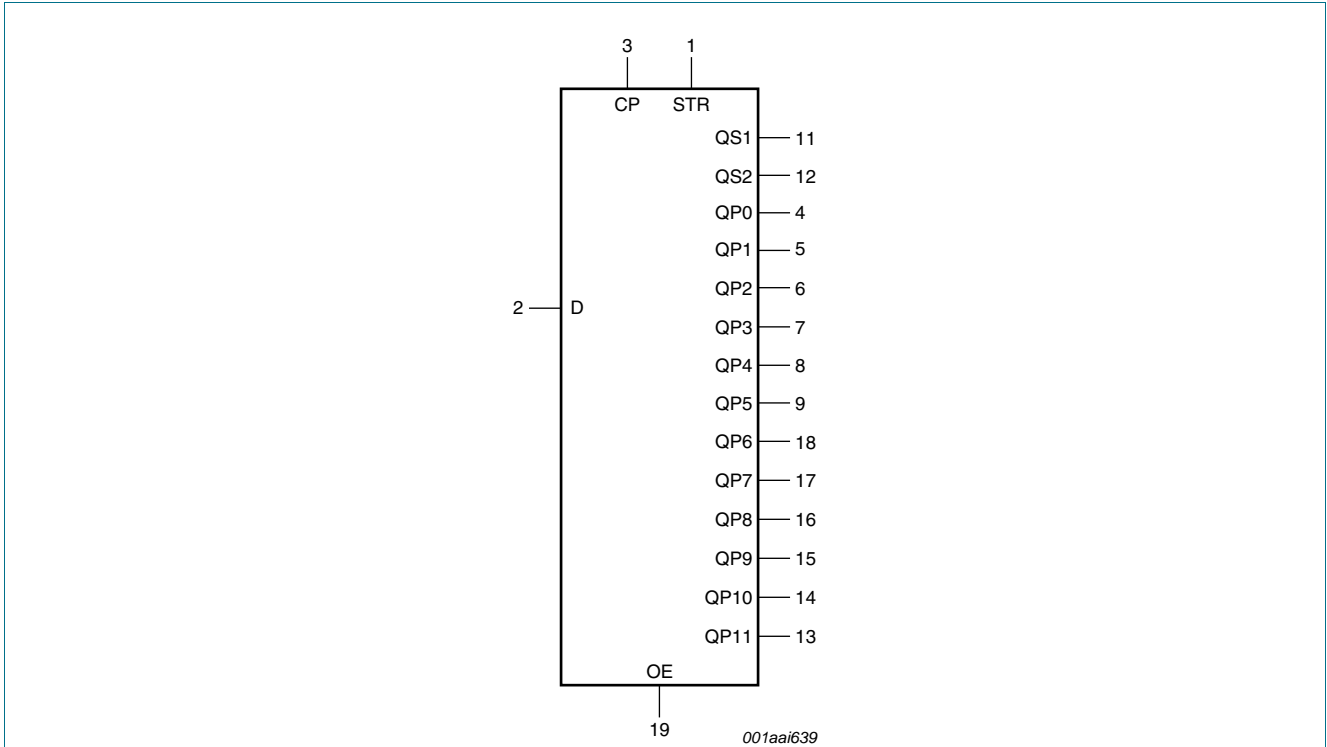 3 1
CP STR
QS1 11
QS2 12
QP0 4
QP1 5
QP2 6
2 D
QP3 7
QP4 8
QP5 9
QP6 18
QP7 17
QP8 16
QP9 15
QP10 14
QP11 13
OE
19
001aai639